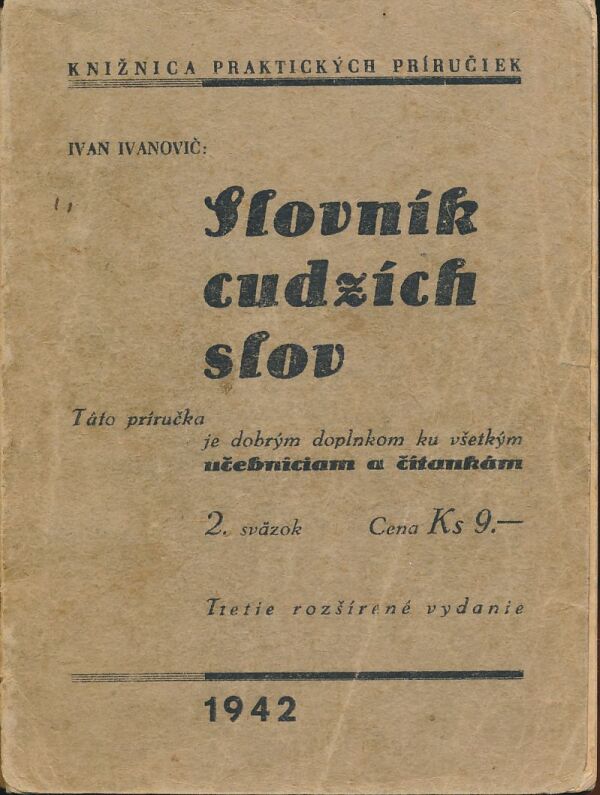 KNIŽNICA PRAKTICKÝCH PRÍRUČIEK
IVAN IVANOVIČ:
Slovník
cudzích
slov
Táto príručka
je dobrým doplnkom ku všetkým
učebniciam a čítankám
2. sväzok Cena Ks 9.—
Tretie rozšírené vydanie
1942